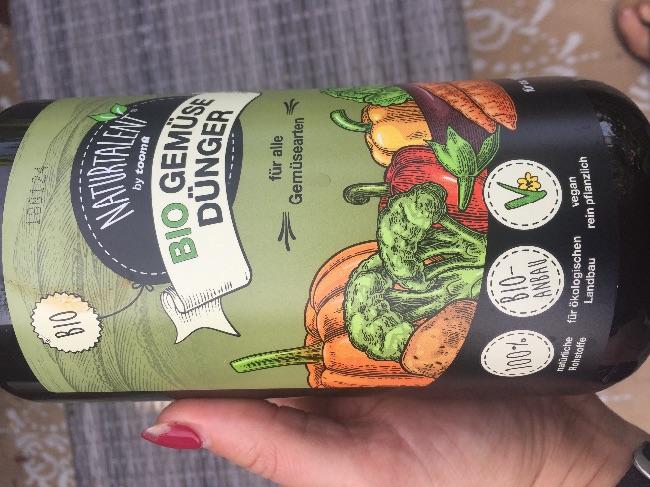 NATURTALENT
by toom
BIO GEMÜSE
DÜNGER
für alle
Gemüsearten
BIO
180124
vegan
rein pflanzlich
BIO-
ANBAU
für ökologischen
Landbau
100%
natürliche
Rohstoffe